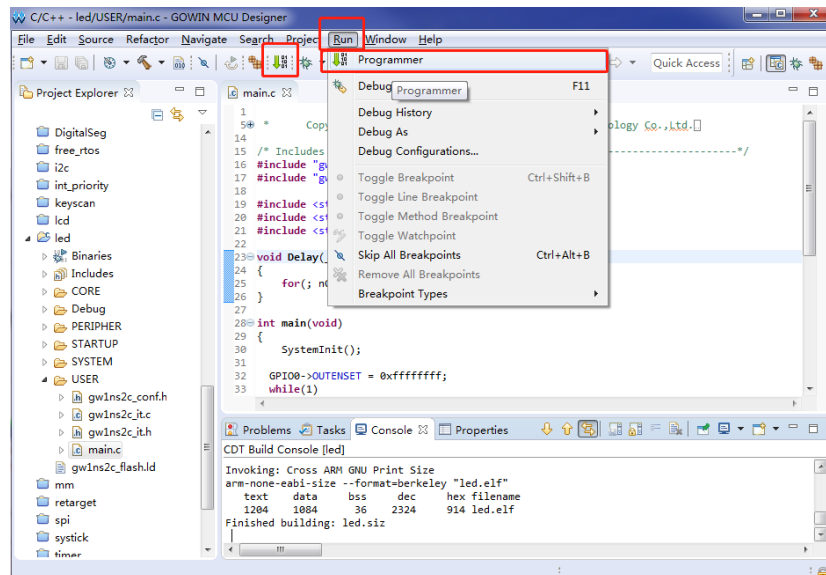 C/C++ - led/USER/main.c - GOWIN MCU Designer
File Edit Source Refactor Navigate Search Project Run Window Help
Quick Access
Programmer
Debug
F11
Programmer
Debug History
Debug As
Debug Configurations...
Toggle Breakpoint Ctrl+Shift+B
Toggle Line Breakpoint
Toggle Method Breakpoint
Toggle Watchpoint
Skip All Breakpoints Ctrl+Alt+B
Remove All Breakpoints
Breakpoint Types
Project Explorer
DigitalSeg
free_rtos
i2c
int_priority
keyscan
lcd
led
Binaries
Includes
CORE
Debug
PERIPHER
STARTUP
SYSTEM
USER
gw1ns2c_conf.h
gw1ns2c_it.c
gw1ns2c_it.h
main.c
gw1ns2c_flash.ld
mm
retarget
spi
systick
timer
main.c
1
5 * Cop ology Co.,Ltd.
14
15 /* Includes ------------------*/
16 #include "g
17 #include "g
18
19 #include <st
20 #include <st
21 #include <st
22
23 void Delay(_
24 {
25 for(; n
26 }
27
28 int main(void)
29 {
30 SystemInit();
31
32 GPIO0->OUTENSET = 0xffffffff;
33 while(1)
Problems Tasks Console Properties
CDT Build Console [led]
Invoking: Cross ARM GNU Print Size
arm-none-eabi-size --format=berkeley "led.elf"
text data bss dec hex filename
1204 1084 36 2324 914 led.elf
Finished building: led.siz